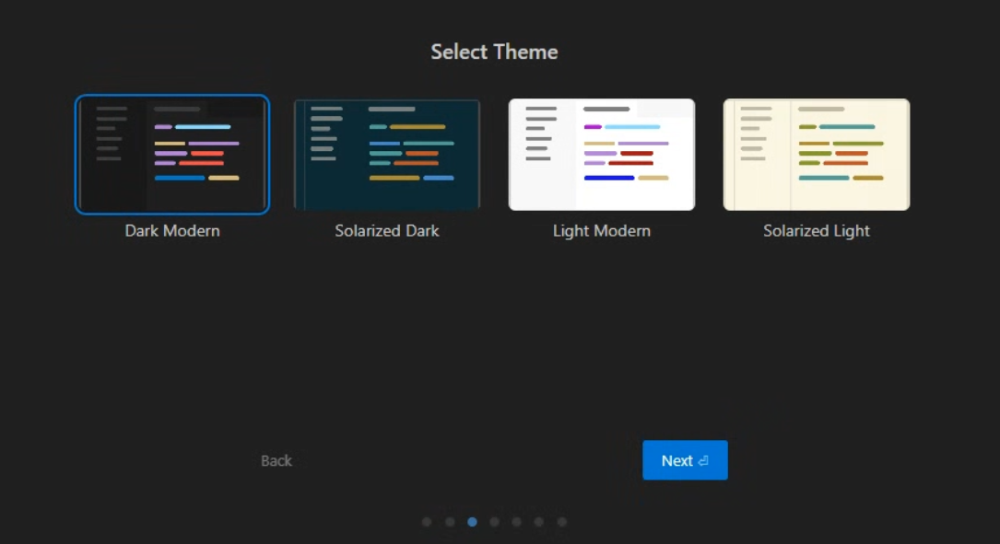 Select Theme
Dark Modern
Solarized Dark
Light Modern
Solarized Light
Back
Next ⏎